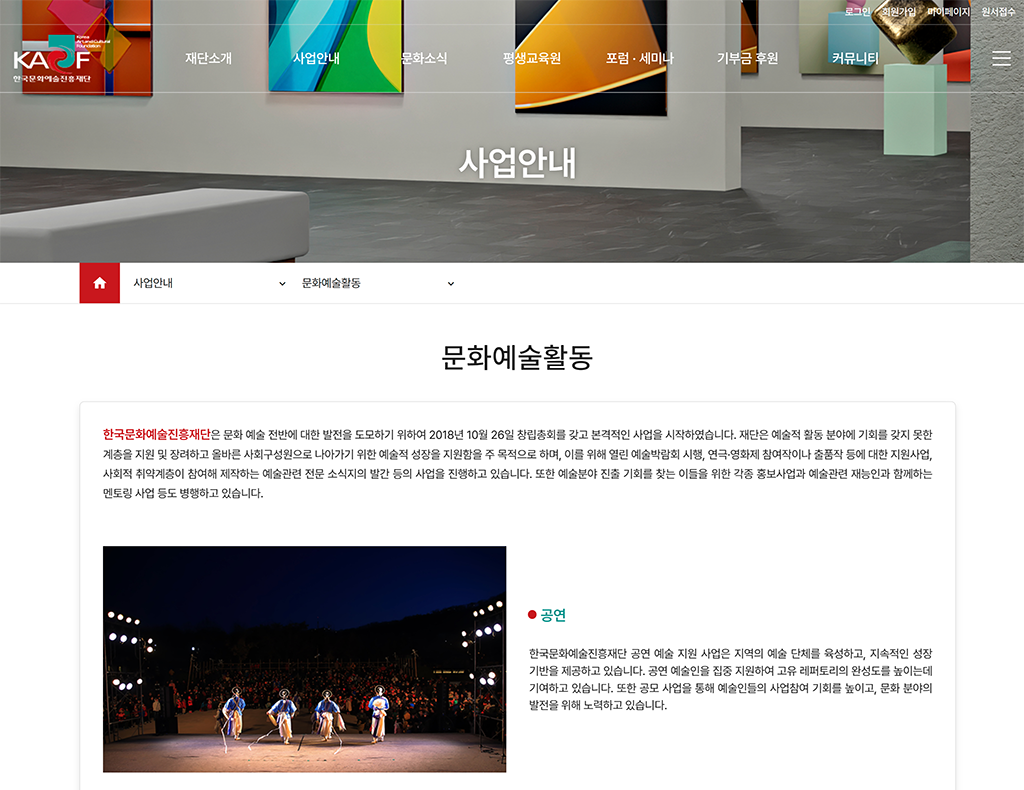 로그인 회원가입 마이페이지 원서접수
Korea
Art and Cultural
Foundation
KACF
한국문화예술진흥재단
재단소개 사업안내 문화소식 평생교육원 포럼 · 세미나 기부금 후원 커뮤니티
사업안내
사업안내 문화예술활동
문화예술활동
한국문화예술진흥재단은 문화 예술 전반에 대한 발전을 도모하기 위하여 2018년 10월 26일 창립총회를 갖고 본격적인 사업을 시작하였습니다. 재단은 예술적 활동 분야에 기회를 갖지 못한
계층을 지원 및 장려하고 올바른 사회구성원으로 나아가기 위한 예술적 성장을 지원함을 주 목적으로 하며, 이를 위해 열린 예술박람회 시행, 연극·영화제 참여작이나 출품작 등에 대한 지원사업,
사회적 취약계층이 참여해 제작하는 예술관련 전문 소식지의 발간 등의 사업을 진행하고 있습니다. 또한 예술분야 진출 기회를 찾는 이들을 위한 각종 홍보사업과 예술관련 재능인과 함께하는
멘토링 사업 등도 병행하고 있습니다.
공연
한국문화예술진흥재단 공연 예술 지원 사업은 지역의 예술 단체를 육성하고, 지속적인 성장
기반을 제공하고 있습니다. 공연 예술인을 집중 지원하여 고유 레퍼토리의 완성도를 높이는데
기여하고 있습니다. 또한 공모 사업을 통해 예술인들의 사업참여 기회를 높이고, 문화 분야의
발전을 위해 노력하고 있습니다.